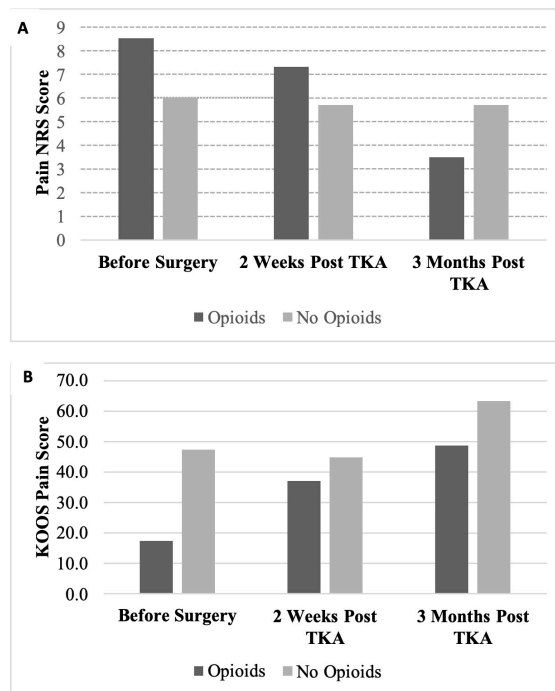 A
Pain NRS Score
9
8
7
6
5
4
3
2
1
0
Before Surgery
2 Weeks Post TKA
3 Months Post
TKA
Opioids
No Opioids
B
KOOS Pain Score
70.0
60.0
50.0
40.0
30.0
20.0
10.0
0.0
Before Surgery
2 Weeks Post
TKA
3 Months Post
TKA
Opioids
No Opioids